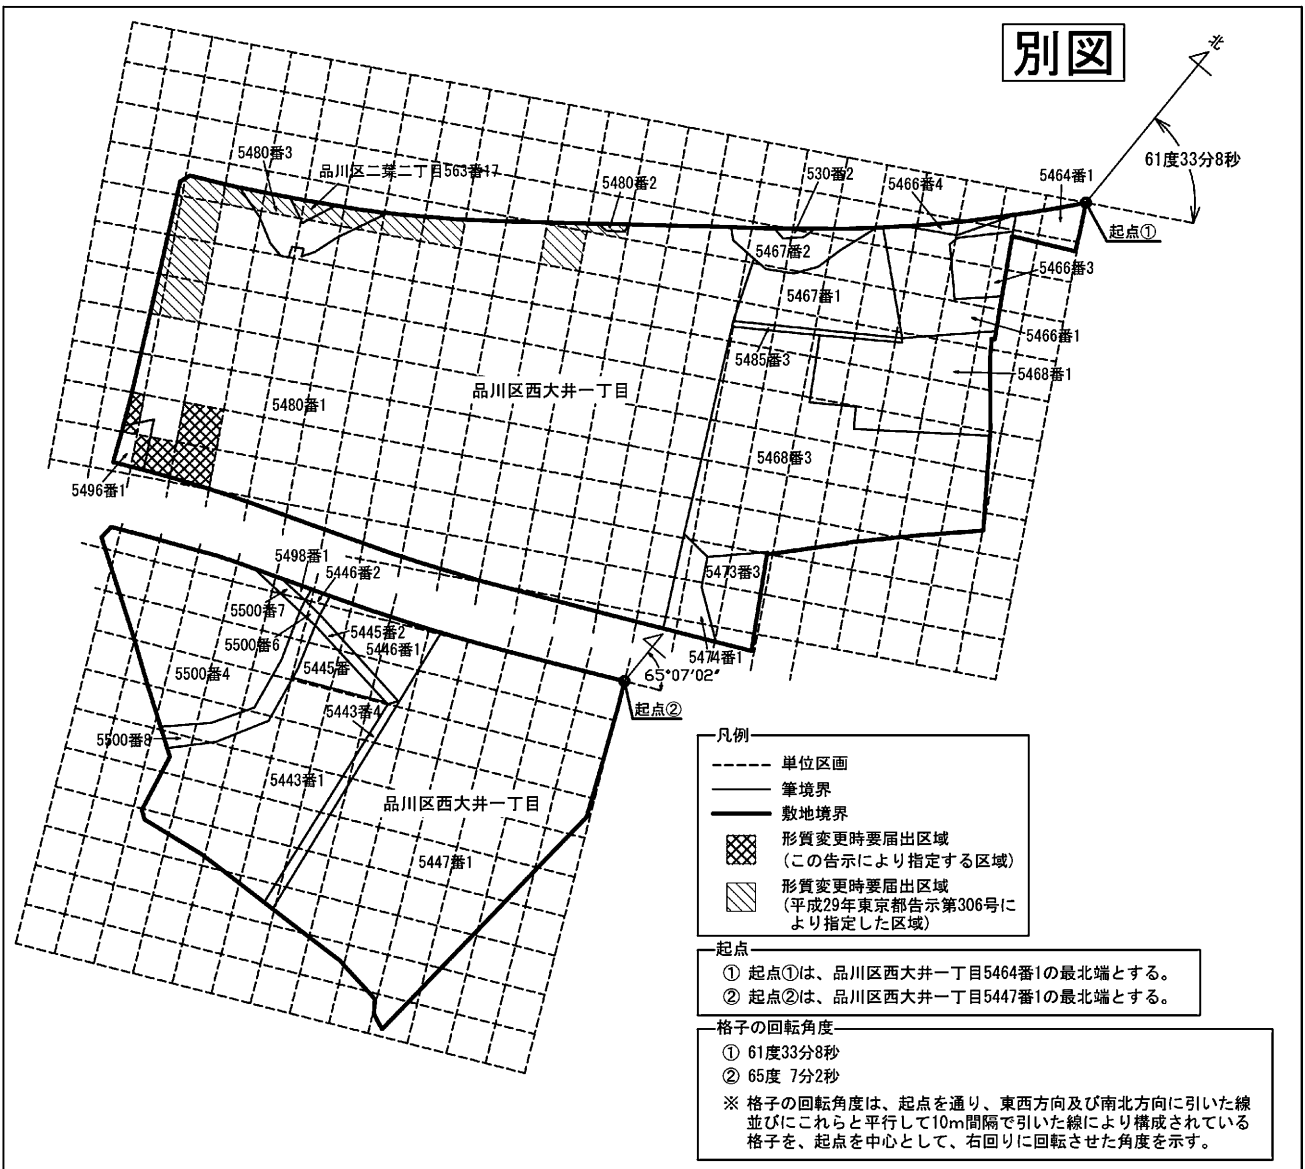 別図
北
61度33分8秒
5480番3
品川区二葉二丁目563番17
5480番2
530番2
5466番4
5464番1
起点①
5467番2
5466番3
5467番1
5466番1
5485番3
5468番1
品川区西大井一丁目
5480番1
5468番3
5496番1
5473番3
5474番1
5498番1
5446番2
5500番7
5500番6
5445番2
5446番1
5500番4
5445番
65°07'02"
起点②
5443番4
5500番8
5443番1
品川区西大井一丁目
5447番1
凡例
単位区画
筆境界
敷地境界
形質変更時要届出区域
(この告示により指定する区域)
形質変更時要届出区域
(平成29年東京都告示第306号に
より指定した区域)
起点
① 起点①は、品川区西大井一丁目5464番1の最北端とする。
② 起点②は、品川区西大井一丁目5447番1の最北端とする。
格子の回転角度
① 61度33分8秒
② 65度 7分2秒
※ 格子の回転角度は、起点を通り、東西方向及び南北方向に引いた線
並びにこれらと平行して10m間隔で引いた線により構成されている
格子を、起点を中心として、右回りに回転させた角度を示す。